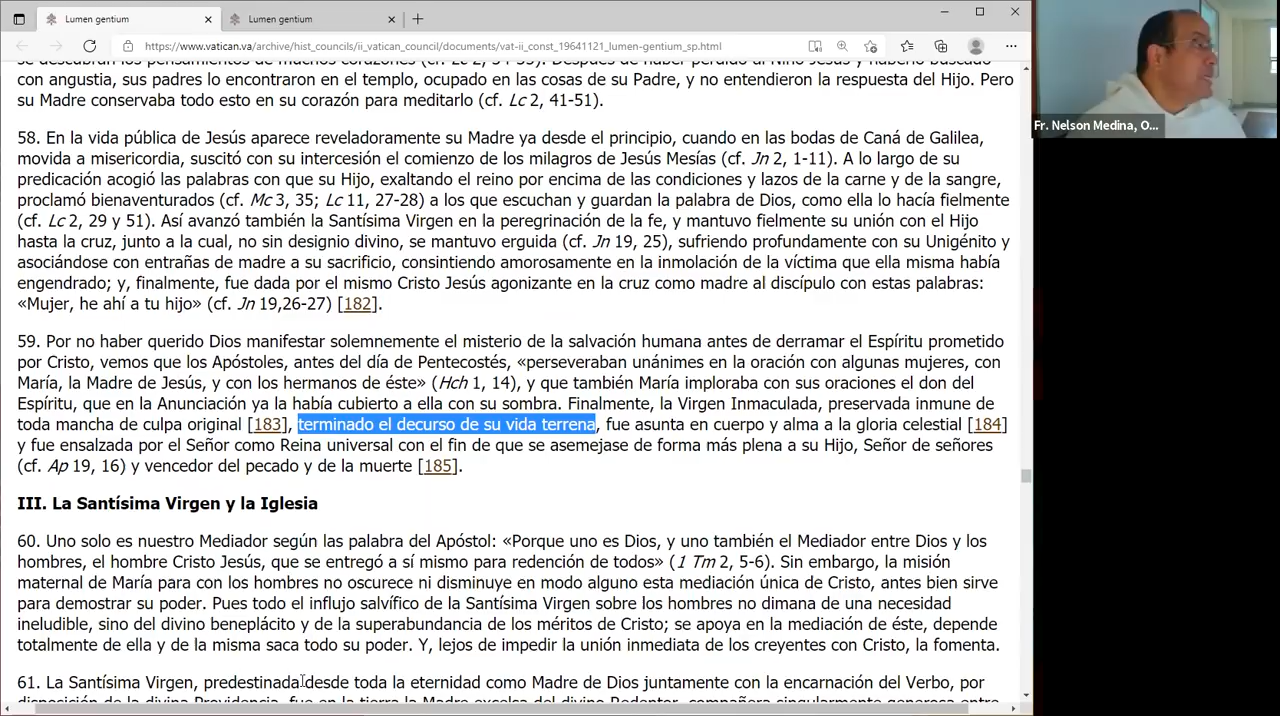 Lumen gentium
Lumen gentium
https://www.vatican.va/archive/hist_councils/ii_vatican_council/documents/vat-ii_const_19641121_lumen-gentium_sp.html
con angustia, sus padres lo encontraron en el templo, ocupado en las cosas de su Padre, y no entendieron la respuesta del Hijo. Pero
su Madre conservaba todo esto en su corazón para meditarlo (cf. Lc 2, 41-51).
58. En la vida pública de Jesús aparece reveladoramente su Madre ya desde el principio, cuando en las bodas de Caná de Galilea,
movida a misericordia, suscitó con su intercesión el comienzo de los milagros de Jesús Mesías (cf. Jn 2, 1-11). A lo largo de su
predicación acogió las palabras con que su Hijo, exaltando el reino por encima de las condiciones y lazos de la carne y de la sangre,
proclamó bienaventurados (cf. Mc 3, 35; Lc 11, 27-28) a los que escuchan y guardan la palabra de Dios, como ella lo hacía fielmente
(cf. Lc 2, 29 y 51). Así avanzó también la Santísima Virgen en la peregrinación de la fe, y mantuvo fielmente su unión con el Hijo
hasta la cruz, junto a la cual, no sin designio divino, se mantuvo erguida (cf. Jn 19, 25), sufriendo profundamente con su Unigénito y
asociándose con entrañas de madre a su sacrificio, consintiendo amorosamente en la inmolación de la víctima que ella misma había
engendrado; y, finalmente, fue dada por el mismo Cristo Jesús agonizante en la cruz como madre al discípulo con estas palabras:
«Mujer, he ahí a tu hijo» (cf. Jn 19,26-27) [182].
59. Por no haber querido Dios manifestar solemnemente el misterio de la salvación humana antes de derramar el Espíritu prometido
por Cristo, vemos que los Apóstoles, antes del día de Pentecostés, «perseveraban unánimes en la oración con algunas mujeres, con
María, la Madre de Jesús, y con los hermanos de éste» (Hch 1, 14), y que también María imploraba con sus oraciones el don del
Espíritu, que en la Anunciación ya la había cubierto a ella con su sombra. Finalmente, la Virgen Inmaculada, preservada inmune de
toda mancha de culpa original [183], terminado el decurso de su vida terrena, fue asunta en cuerpo y alma a la gloria celestial [184]
y fue ensalzada por el Señor como Reina universal con el fin de que se asemejase de forma más plena a su Hijo, Señor de señores
(cf. Ap 19, 16) y vencedor del pecado y de la muerte [185].
III. La Santísima Virgen y la Iglesia
60. Uno solo es nuestro Mediador según las palabra del Apóstol: «Porque uno es Dios, y uno también el Mediador entre Dios y los
hombres, el hombre Cristo Jesús, que se entregó a sí mismo para redención de todos» (1 Tm 2, 5-6). Sin embargo, la misión
maternal de María para con los hombres no oscurece ni disminuye en modo alguno esta mediación única de Cristo, antes bien sirve
para demostrar su poder. Pues todo el influjo salvífico de la Santísima Virgen sobre los hombres no dimana de una necesidad
ineludible, sino del divino beneplácito y de la superabundancia de los méritos de Cristo; se apoya en la mediación de éste, depende
totalmente de ella y de la misma saca todo su poder. Y, lejos de impedir la unión inmediata de los creyentes con Cristo, la fomenta.
61. La Santísima Virgen, predestinada desde toda la eternidad como Madre de Dios juntamente con la encarnación del Verbo, por
Fr. Nelson Medina, O...